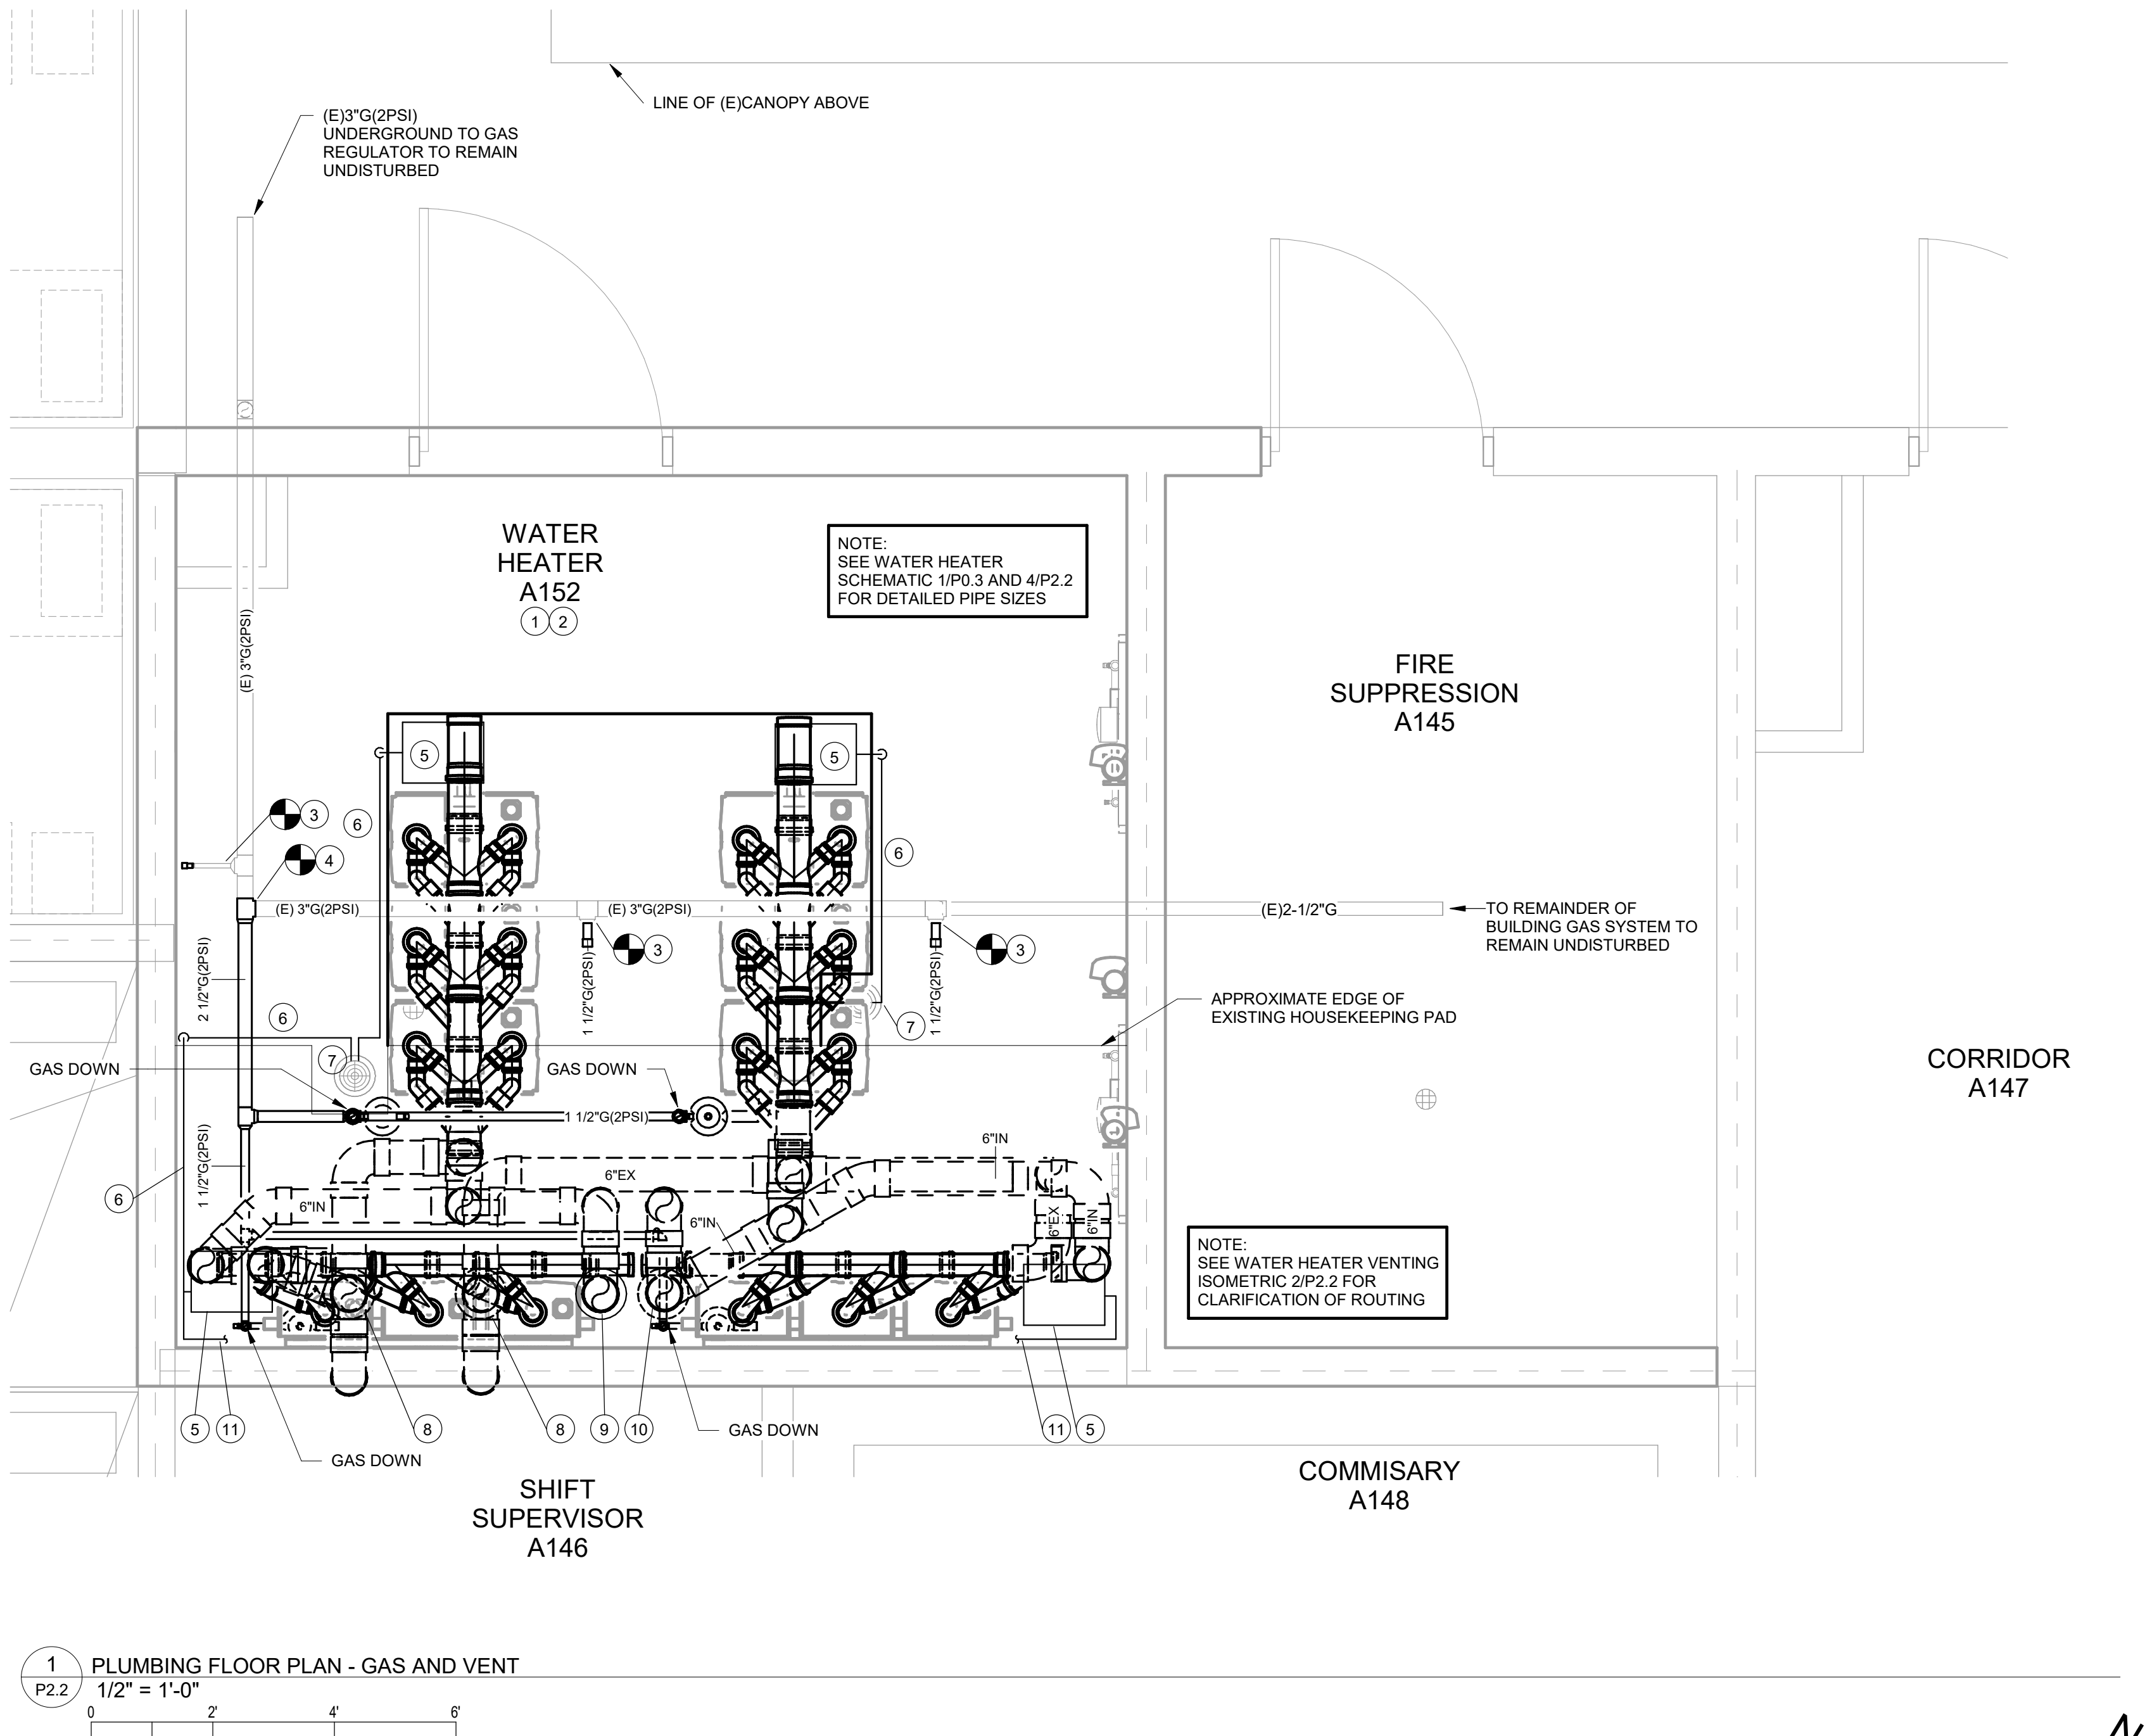 LINE OF (E)CANOPY ABOVE
(E)3"G(2PSI)
UNDERGROUND TO GAS
REGULATOR TO REMAIN
UNDISTURBED
WATER
HEATER
A152
1
2
NOTE:
SEE WATER HEATER
SCHEMATIC 1/P0.3 AND 4/P2.2
FOR DETAILED PIPE SIZES
(E) 3"G(2PSI)
FIRE
SUPPRESSION
A145
5
5
3
6
4
6
(E) 3"G(2PSI)
(E) 3"G(2PSI)
(E)2-1/2"G
TO REMAINDER OF
BUILDING GAS SYSTEM TO
REMAIN UNDISTURBED
3
3
2 1/2"G(2PSI)
1 1/2"G(2PSI)
1 1/2"G(2PSI)
APPROXIMATE EDGE OF
EXISTING HOUSEKEEPING PAD
6
7
7
GAS DOWN
GAS DOWN
CORRIDOR
A147
1 1/2"G(2PSI)
1 1/2"G(2PSI)
6"IN
6"EX
6
6"IN
6"IN
6"EX
6"IN
NOTE:
SEE WATER HEATER VENTING
ISOMETRIC 2/P2.2 FOR
CLARIFICATION OF ROUTING
5
11
8
8
9
10
GAS DOWN
11
5
GAS DOWN
SHIFT
SUPERVISOR
A146
COMMISARY
A148
1
P2.2
PLUMBING FLOOR PLAN - GAS AND VENT
1/2" = 1'-0"
0
2'
4'
6'